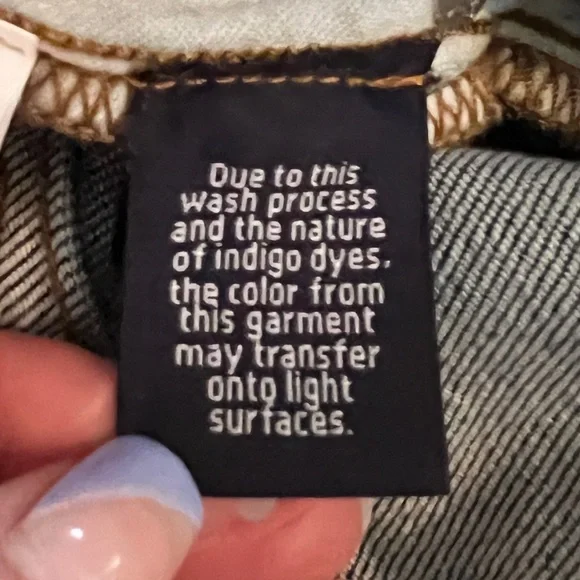 Due to this
wash process
and the nature
of indigo dyes,
the color from
this garment
may transfer
onto light
surfaces.